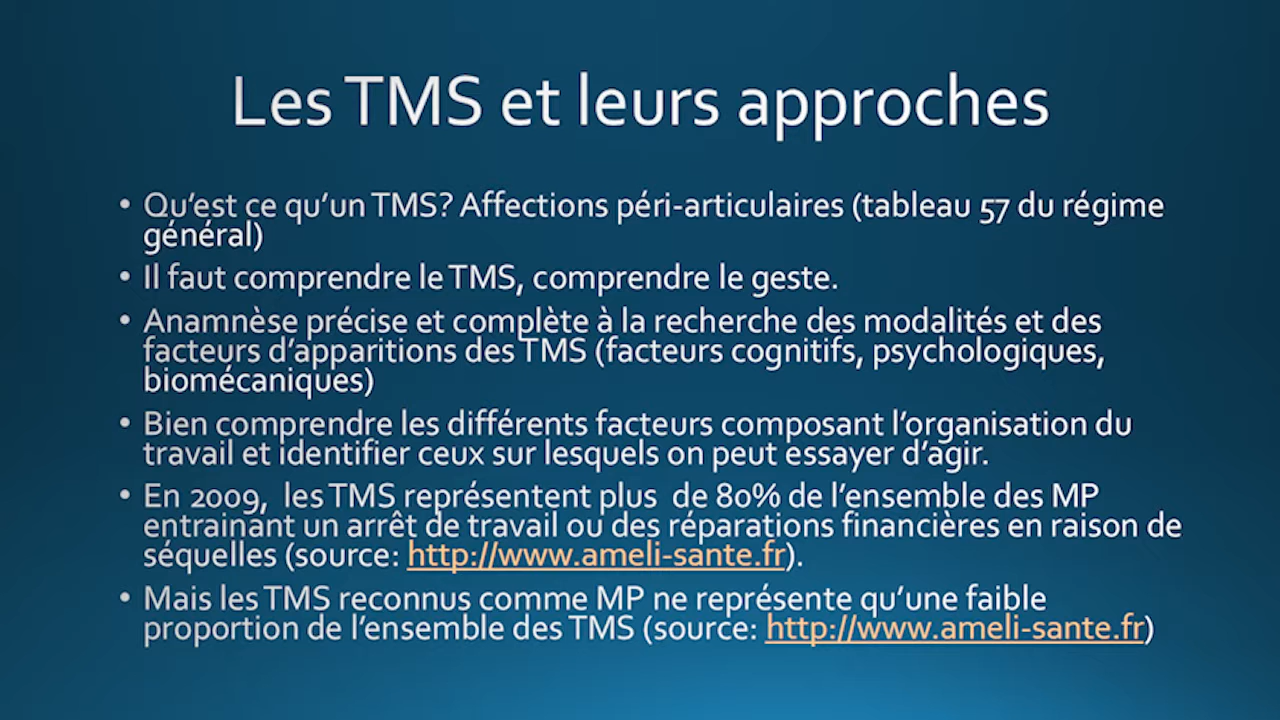 Les TMS et leurs approches
• Qu'est ce qu'un TMS? Affections péri-articulaires (tableau 57 du régime
général)
• Il faut comprendre le TMS, comprendre le geste.
• Anamnèse précise et complète à la recherche des modalités et des
facteurs d'apparitions des TMS (facteurs cognitifs, psychologiques,
biomécaniques)
• Bien comprendre les différents facteurs composant l'organisation du
travail et identifier ceux sur lesquels on peut essayer d'agir.
• En 2009,  les TMS représentent plus  de 80% de l'ensemble des MP
entrainant un arrêt de travail ou des réparations financières en raison de
séquelles (source: http://www.ameli-sante.fr).
• Mais les TMS reconnus comme MP ne représente qu'une faible
proportion de l'ensemble des TMS (source: http://www.ameli-sante.fr)